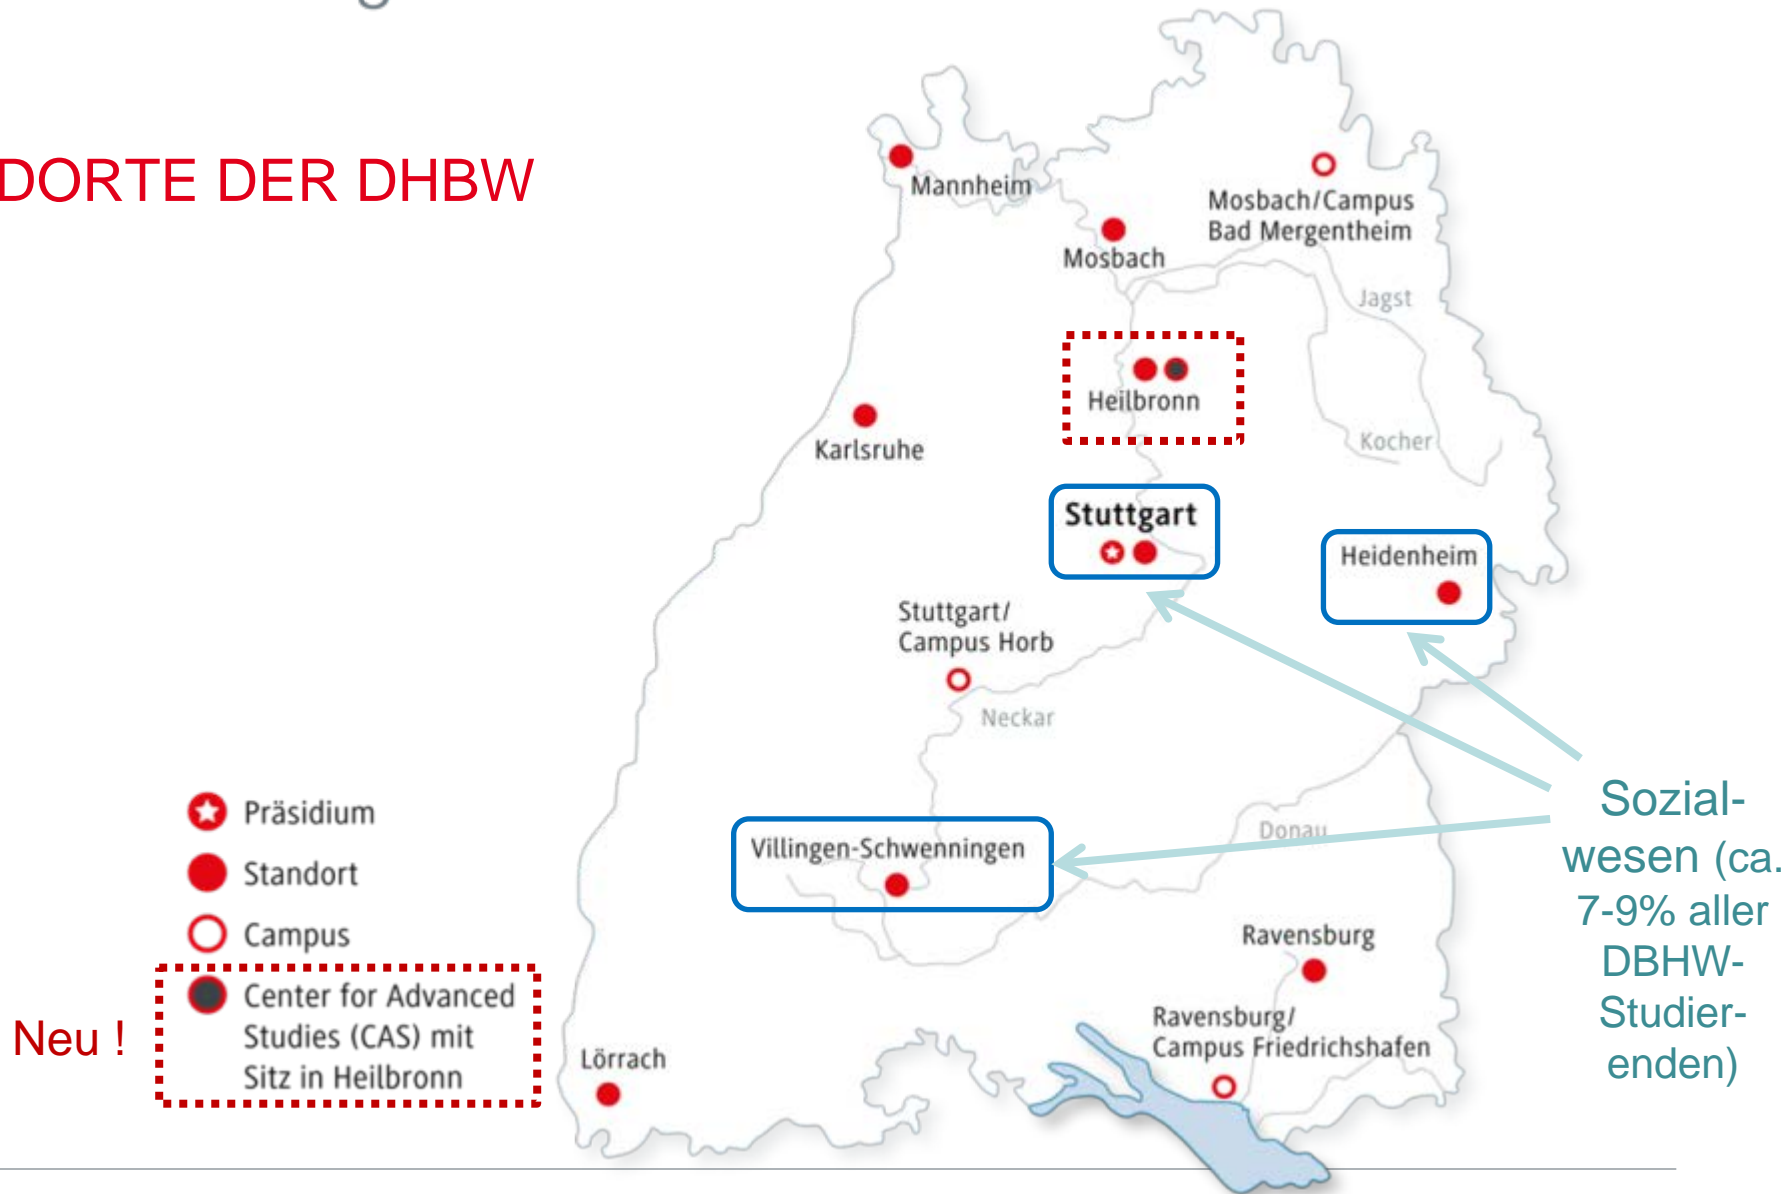 DORTE DER DHBW
Mannheim
Mosbach/Campus
Bad Mergentheim
Mosbach
Jagst
Heilbronn
Kocher
Karlsruhe
Stuttgart
Heidenheim
Stuttgart/
Campus Horb
Neckar
Präsidium
Standort
Campus
Center for Advanced
Studies (CAS) mit
Sitz in Heilbronn
Neu !
Villingen-Schwenningen
Donau
Sozial-
wesen (ca.
7-9% aller
DBHW-
Studier-
enden)
Ravensburg
Ravensburg/
Campus Friedrichshafen
Lörrach